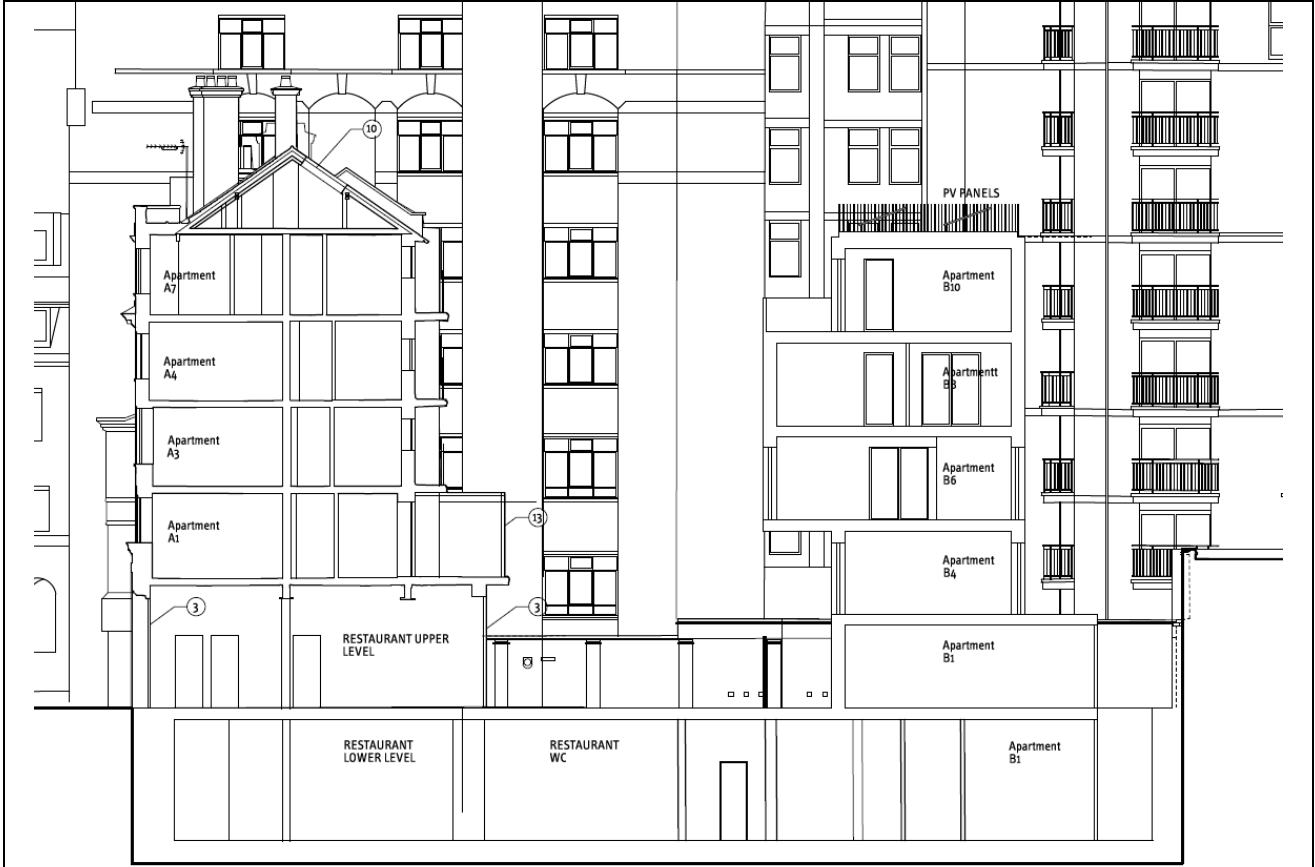 10
PV PANELS
Apartment
A7
Apartment
B10
Apartment
A4
Apartmentt
B8
Apartment
A3
Apartment
B6
13
Apartment
A1
Apartment
B4
3
3
RESTAURANT UPPER
LEVEL
Apartment
B1
RESTAURANT
LOWER LEVEL
RESTAURANT
WC
Apartment
B1